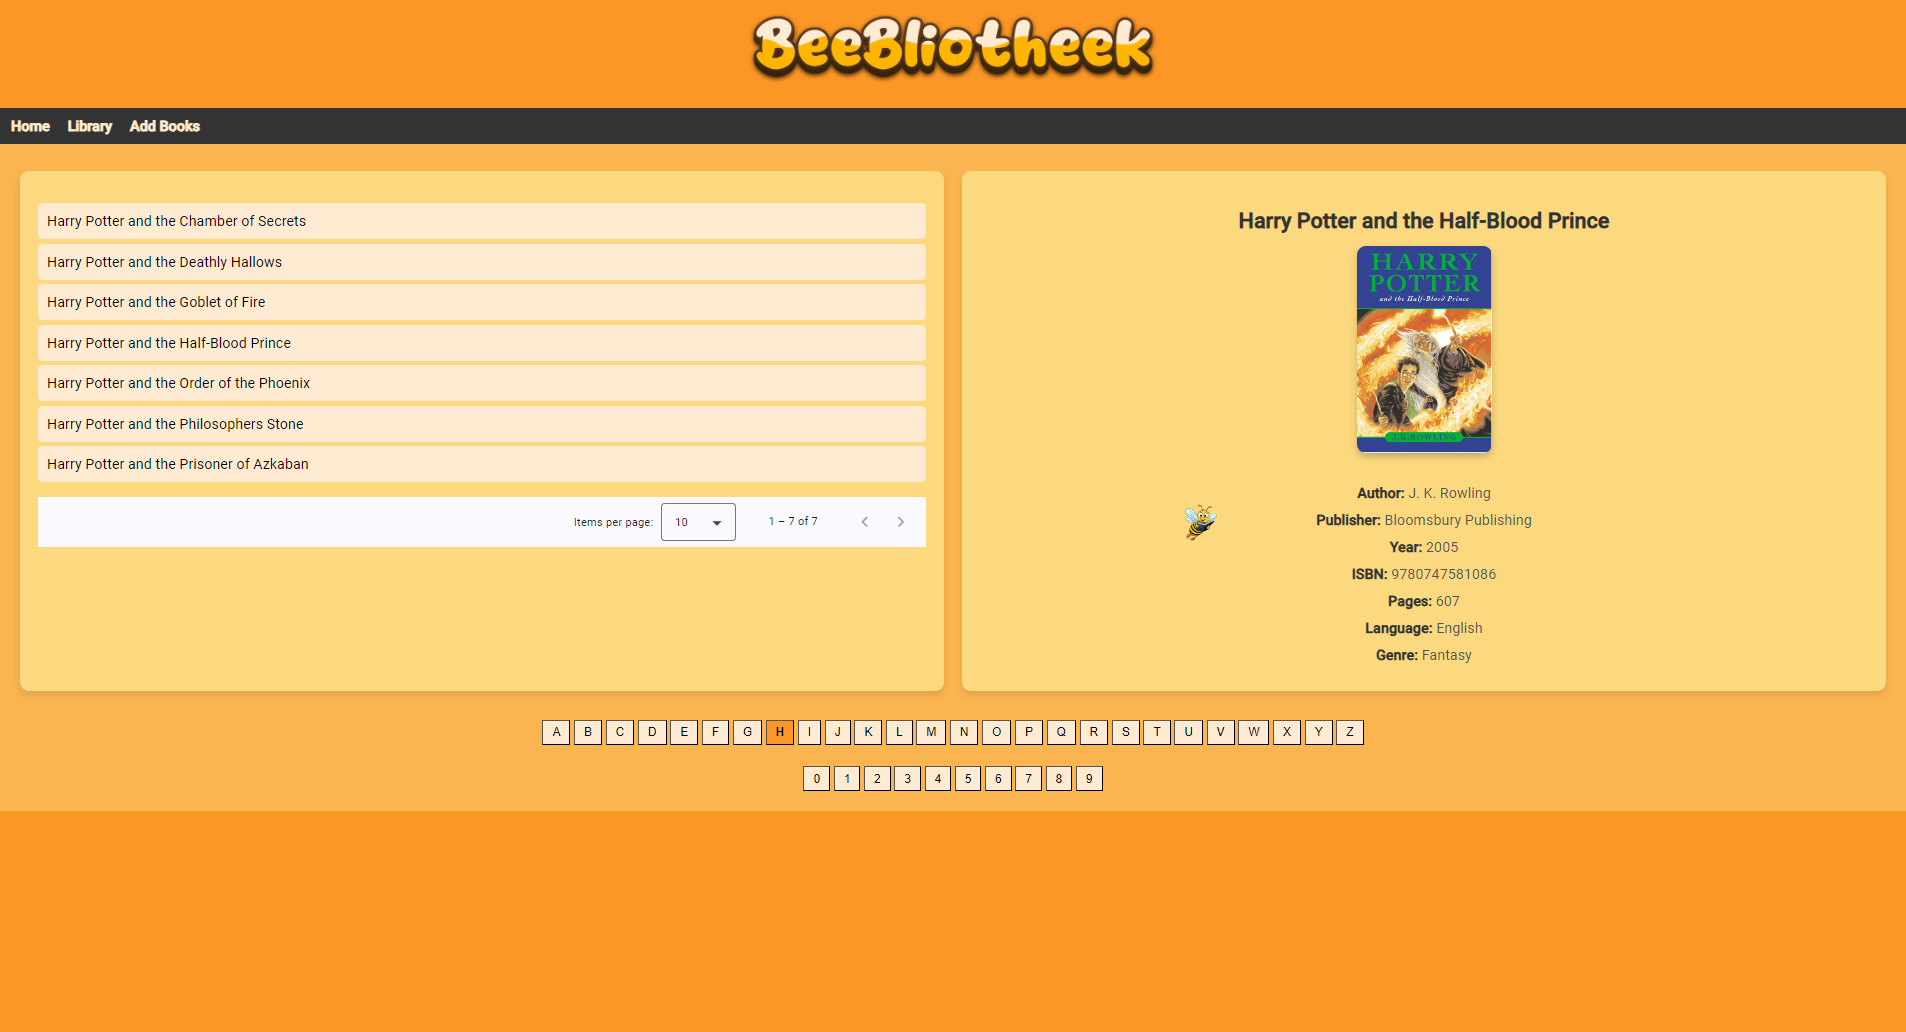 BeeBliotheek
Home Library Add Books
Harry Potter and the Chamber of Secrets
Harry Potter and the Deathly Hallows
Harry Potter and the Goblet of Fire
Harry Potter and the Half-Blood Prince
Harry Potter and the Order of the Phoenix
Harry Potter and the Philosophers Stone
Harry Potter and the Prisoner of Azkaban
Items per page: 10 1 – 7 of 7
Harry Potter and the Half-Blood Prince
HARRY
POTTER
and the Half-Blood Prince
J.K.ROWLING
Author: J. K. Rowling
Publisher: Bloomsbury Publishing
Year: 2005
ISBN: 9780747581086
Pages: 607
Language: English
Genre: Fantasy
A B C D E F G H I J K L M N O P Q R S T U V W X Y Z
0 1 2 3 4 5 6 7 8 9